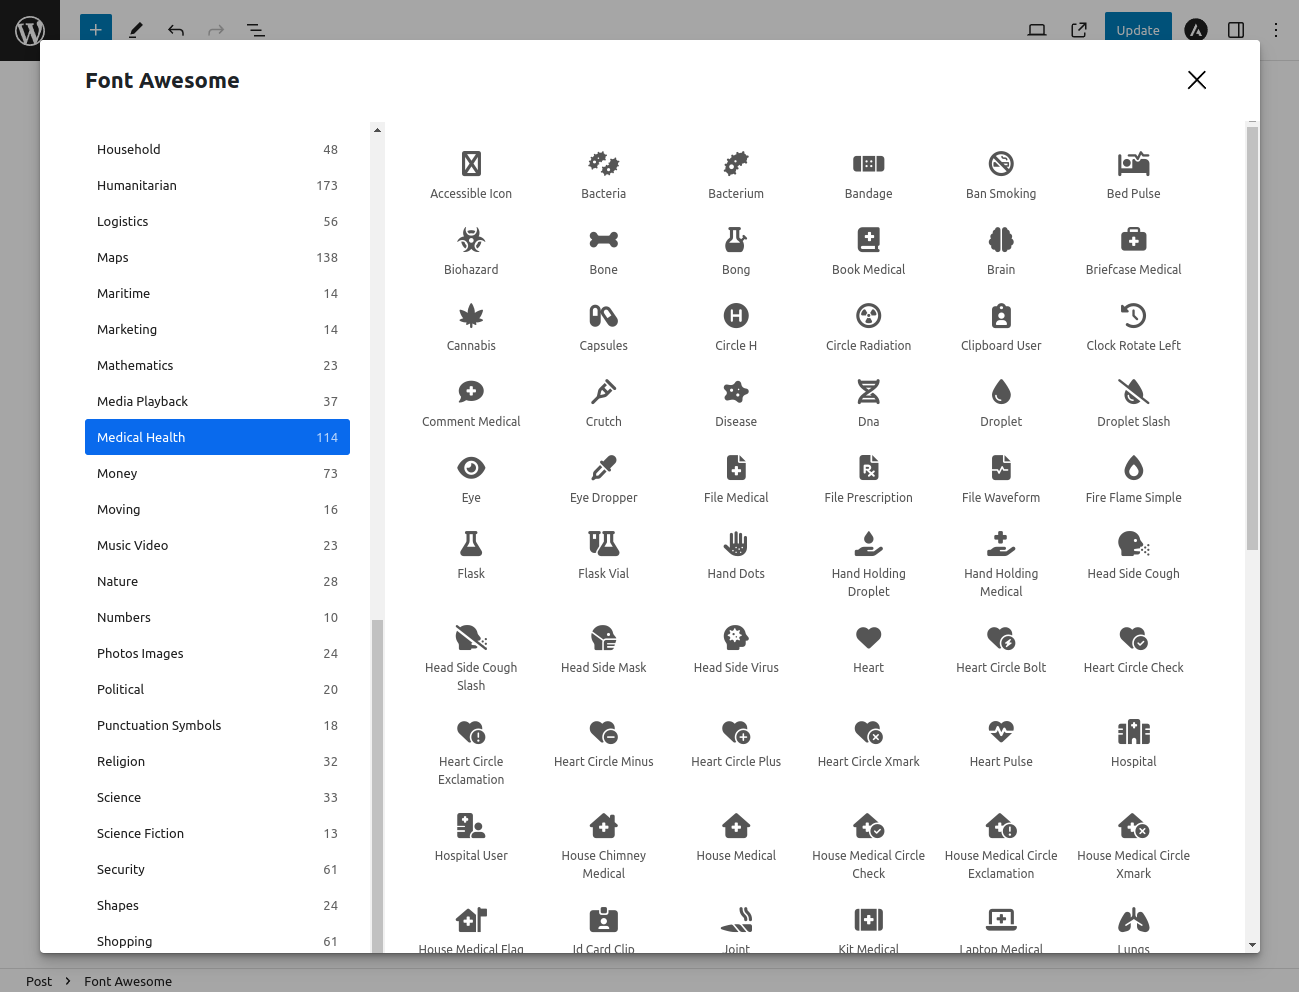 Update
Font Awesome
Household 48
Humanitarian 173
Logistics 56
Maps 138
Maritime 14
Marketing 14
Mathematics 23
Media Playback 37
Medical Health 114
Money 73
Moving 16
Music Video 23
Nature 28
Numbers 10
Photos Images 24
Political 20
Punctuation Symbols 18
Religion 32
Science 33
Science Fiction 13
Security 61
Shapes 24
Shopping 61
Accessible Icon
Bacteria
Bacterium
Bandage
Ban Smoking
Bed Pulse
Biohazard
Bone
Bong
Book Medical
Brain
Briefcase Medical
Cannabis
Capsules
Circle H
Circle Radiation
Clipboard User
Clock Rotate Left
Comment Medical
Crutch
Disease
Dna
Droplet
Droplet Slash
Eye
Eye Dropper
File Medical
File Prescription
File Waveform
Fire Flame Simple
Flask
Flask Vial
Hand Dots
Hand Holding
Droplet
Hand Holding
Medical
Head Side Cough
Head Side Cough
Slash
Head Side Mask
Head Side Virus
Heart
Heart Circle Bolt
Heart Circle Check
Heart Circle
Exclamation
Heart Circle Minus
Heart Circle Plus
Heart Circle Xmark
Heart Pulse
Hospital
Hospital User
House Chimney
Medical
House Medical
House Medical Circle
Check
House Medical Circle
Exclamation
House Medical Circle
Xmark
House Medical Flag
Id Card Clip
Joint
Kit Medical
Laptop Medical
Lungs
Post > Font Awesome